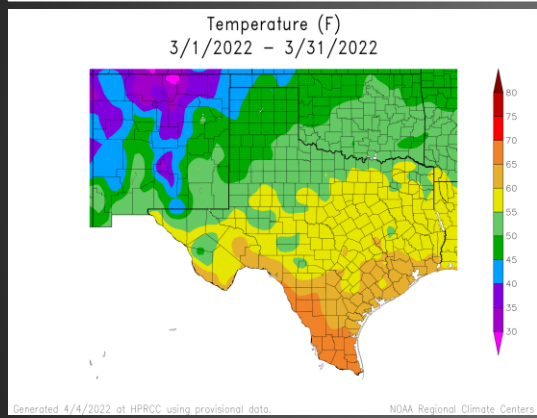 Temperature (F)
3/1/2022 – 3/31/2022
80
75
70
65
60
55
50
45
40
35
30
Generated 4/4/2022 at HPRCC using provisional data.
NOAA Regional Climate Centers